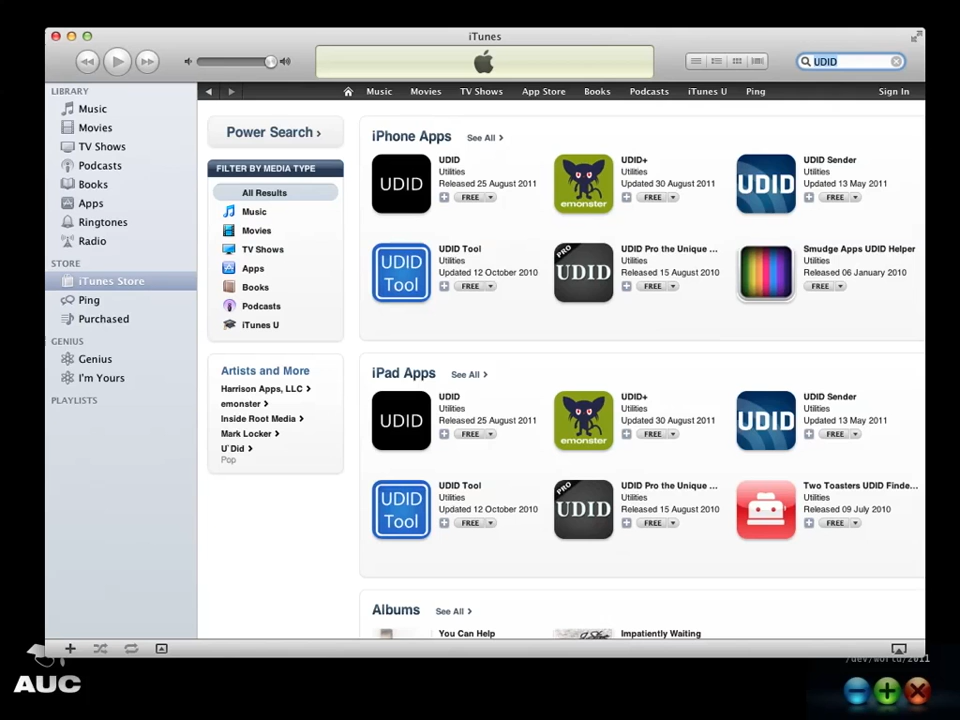 iTunes
UDID
Music Movies TV Shows App Store Books Podcasts iTunes U Ping Sign In
LIBRARY
Music
Movies
TV Shows
Podcasts
Books
Apps
Ringtones
Radio
STORE
iTunes Store
Ping
Purchased
GENIUS
Genius
I'm Yours
PLAYLISTS
Power Search ›
FILTER BY MEDIA TYPE
All Results
Music
Movies
TV Shows
Apps
Books
Podcasts
iTunes U
Artists and More
Harrison Apps, LLC
emonster
Inside Root Media
Mark Locker
U`Did
Pop
iPhone Apps See All
UDID
UDID
Utilities
Released 25 August 2011
FREE
emonster
UDID+
Utilities
Updated 30 August 2011
FREE
UDID
UDID Sender
Utilities
Updated 13 May 2011
FREE
UDID
Tool
UDID Tool
Utilities
Updated 12 October 2010
FREE
PRO
UDID
UDID Pro the Unique ...
Utilities
Released 15 August 2011
FREE
Smudge Apps UDID Helper
Utilities
Released 06 January 2010
FREE
iPad Apps See All
UDID
UDID
Utilities
Released 25 August 2011
FREE
emonster
UDID+
Utilities
Updated 30 August 2011
FREE
UDID
UDID Sender
Utilities
Updated 13 May 2011
FREE
UDID
Tool
UDID Tool
Utilities
Updated 12 October 2010
FREE
PRO
UDID
UDID Pro the Unique ...
Utilities
Released 15 August 2011
FREE
Two Toasters UDID Finde...
Utilities
Released 09 July 2010
FREE
Albums See All
You Can Help
Impatiently Waiting
AUC
/dev/world/2011